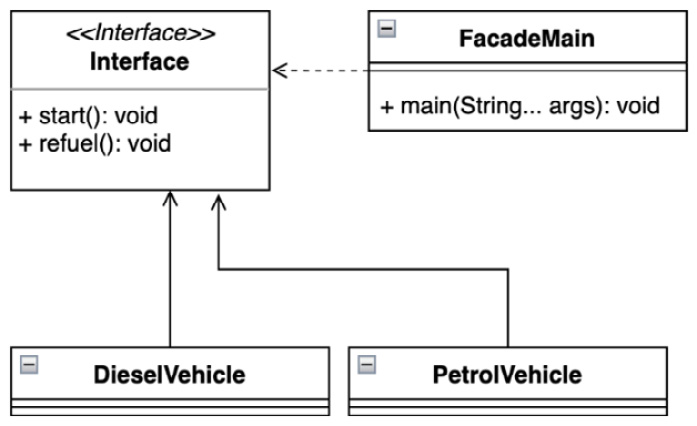 <<Interface>>
Interface
+ start(): void
+ refuel(): void
FacadeMain
+ main(String... args): void
DieselVehicle
PetrolVehicle